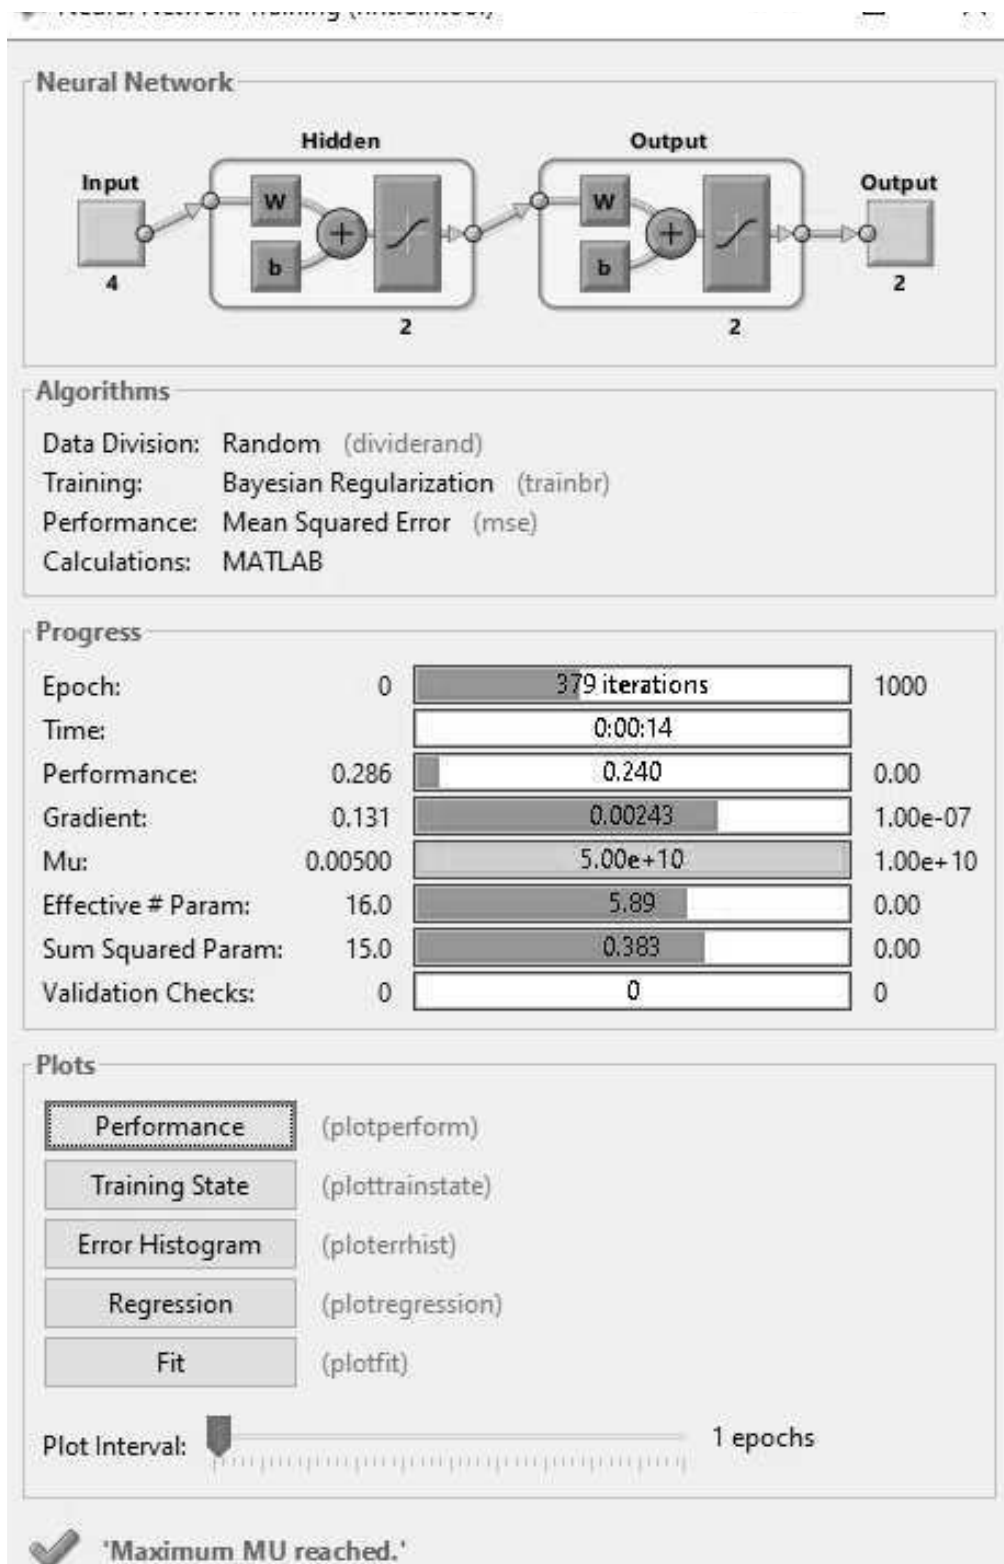 Neural Network Training (nntraintool)
Neural Network
Hidden Output
Input Output
W W
b b
4 2
2 2
Algorithms
Data Division: Random (dividerand)
Training: Bayesian Regularization (trainbr)
Performance: Mean Squared Error (mse)
Calculations: MATLAB
Progress
Epoch: 0 379 iterations 1000
Time: 0:00:14
Performance: 0.286 0.240 0.00
Gradient: 0.131 0.00243 1.00e-07
Mu: 0.00500 5.00e+10 1.00e+10
Effective # Param: 16.0 5.89 0.00
Sum Squared Param: 15.0 0.383 0.00
Validation Checks: 0 0 0
Plots
Performance (plotperform)
Training State (plottrainstate)
Error Histogram (ploterrhist)
Regression (plotregression)
Fit (plotfit)
Plot Interval: 1 epochs
'Maximum MU reached.'